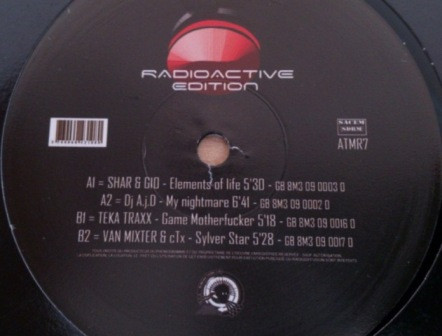 RADIOACTIVE
EDITION
SACEM
NORM
ATMR7
A1 = SHAR & GIO - Elements of life 5'30 - GB 8M3 09 0003 0
A2 = Dj A.j.D - My nightmare 6'41 - GB 8M3 09 0002 0
B1 = TEKA TRAXX - Game Motherfucker 5'18 - GB 8M3 09 0016 0
B2 = VAN MIXTER & cTx - Sylver Star 5'28 - GB 8M3 09 0017 0